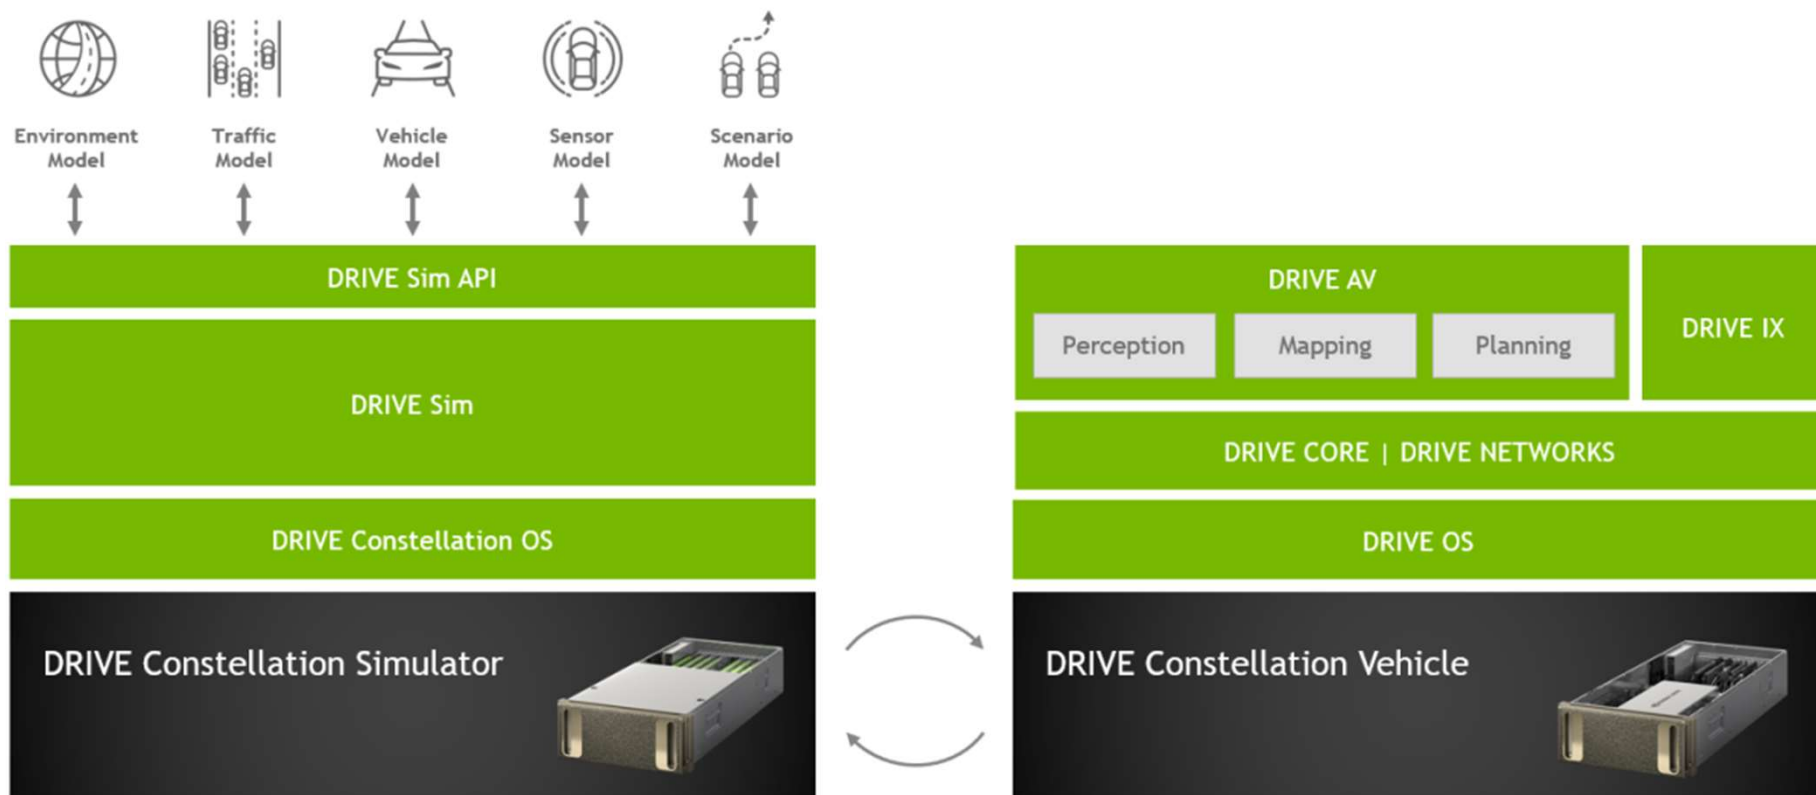 Environment
Model
Traffic
Model
Vehicle
Model
Sensor
Model
Scenario
Model
DRIVE Sim API
DRIVE Sim
DRIVE Constellation OS
DRIVE Constellation Simulator
DRIVE AV
Perception
Mapping
Planning
DRIVE IX
DRIVE CORE | DRIVE NETWORKS
DRIVE OS
DRIVE Constellation Vehicle